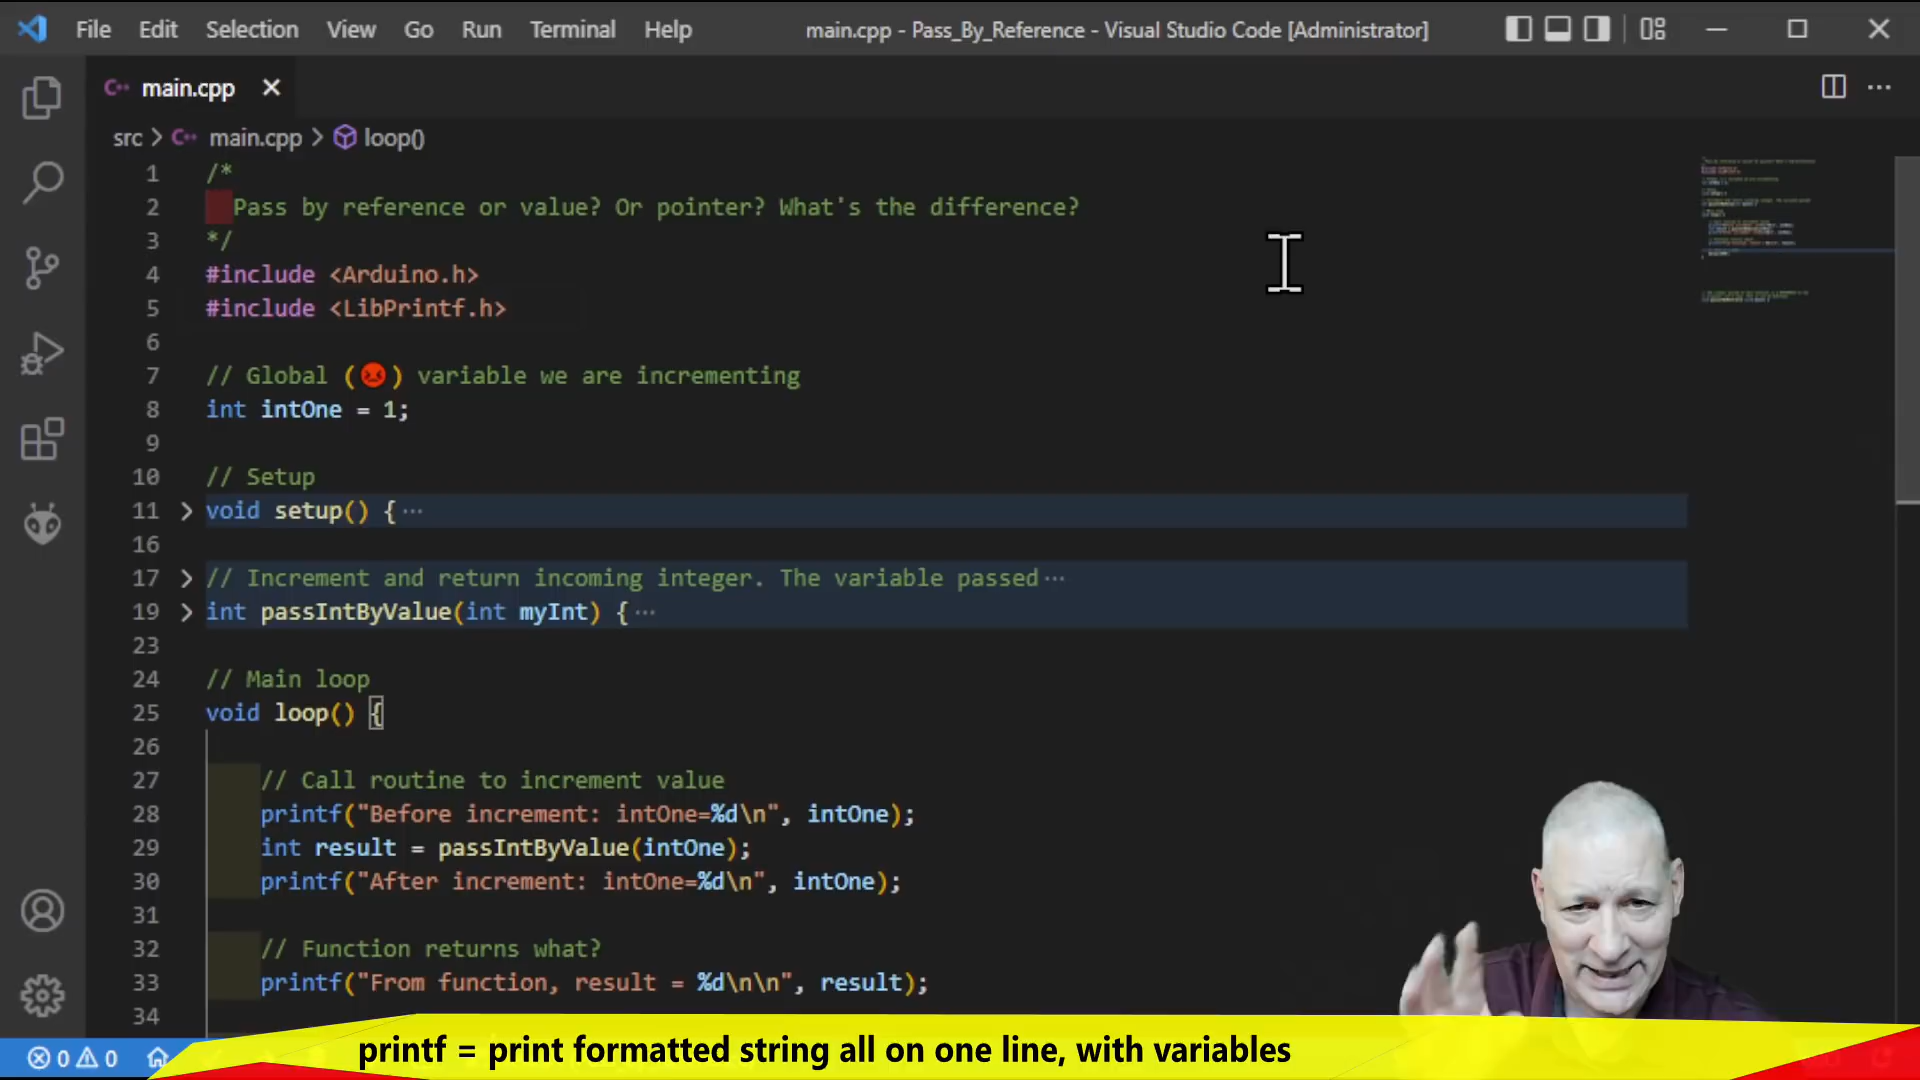 File Edit Selection View Go Run Terminal Help main.cpp - Pass_By_Reference - Visual Studio Code [Administrator]
main.cpp
src > main.cpp > loop()
1 /*
2 Pass by reference or value? Or pointer? What's the difference?
3 */
4 #include <Arduino.h>
5 #include <LibPrintf.h>
6
7 // Global (😡) variable we are incrementing
8 int intOne = 1;
9
10 // Setup
11 void setup() { ···
16
17 // Increment and return incoming integer. The variable passed ···
19 int passIntByValue(int myInt) { ···
23
24 // Main loop
25 void loop() {
26
27 // Call routine to increment value
28 printf("Before increment: intOne=%d\n", intOne);
29 int result = passIntByValue(intOne);
30 printf("After increment: intOne=%d\n", intOne);
31
32 // Function returns what?
33 printf("From function, result = %d\n\n", result);
34
0 0
printf = print formatted string all on one line, with variables